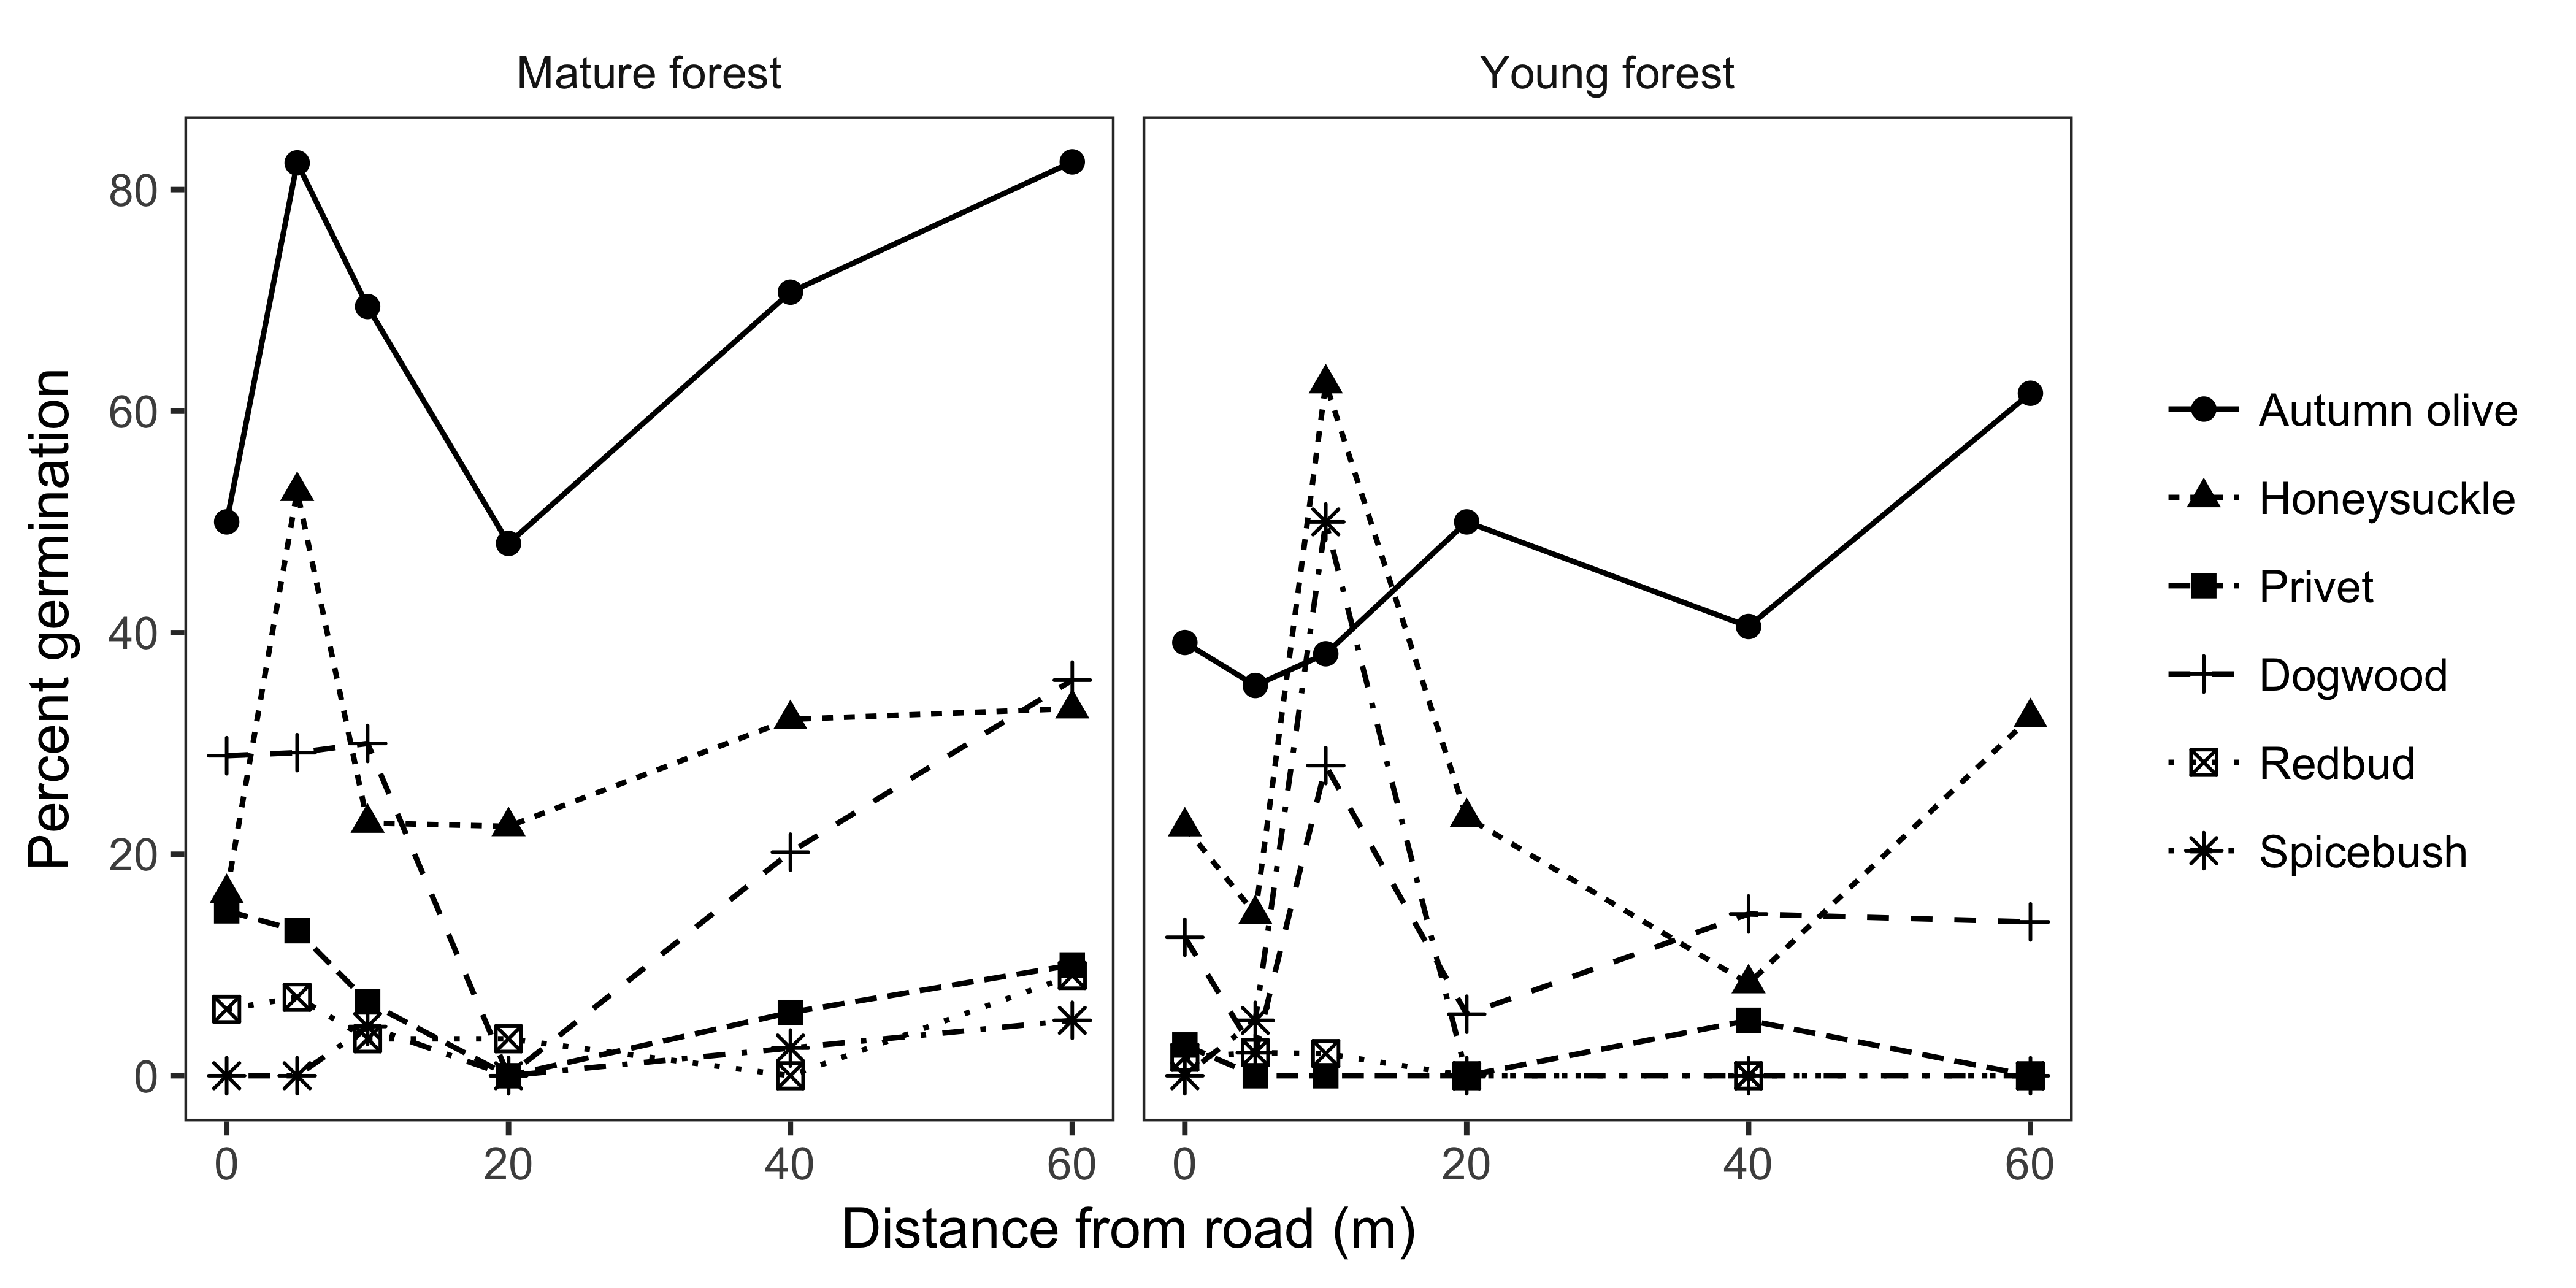 Mature forest
Young forest
Percent germination
80
60
40
20
0
0 20 40 60
0 20 40 60
Distance from road (m)
Autumn olive
Honeysuckle
Privet
Dogwood
Redbud
Spicebush